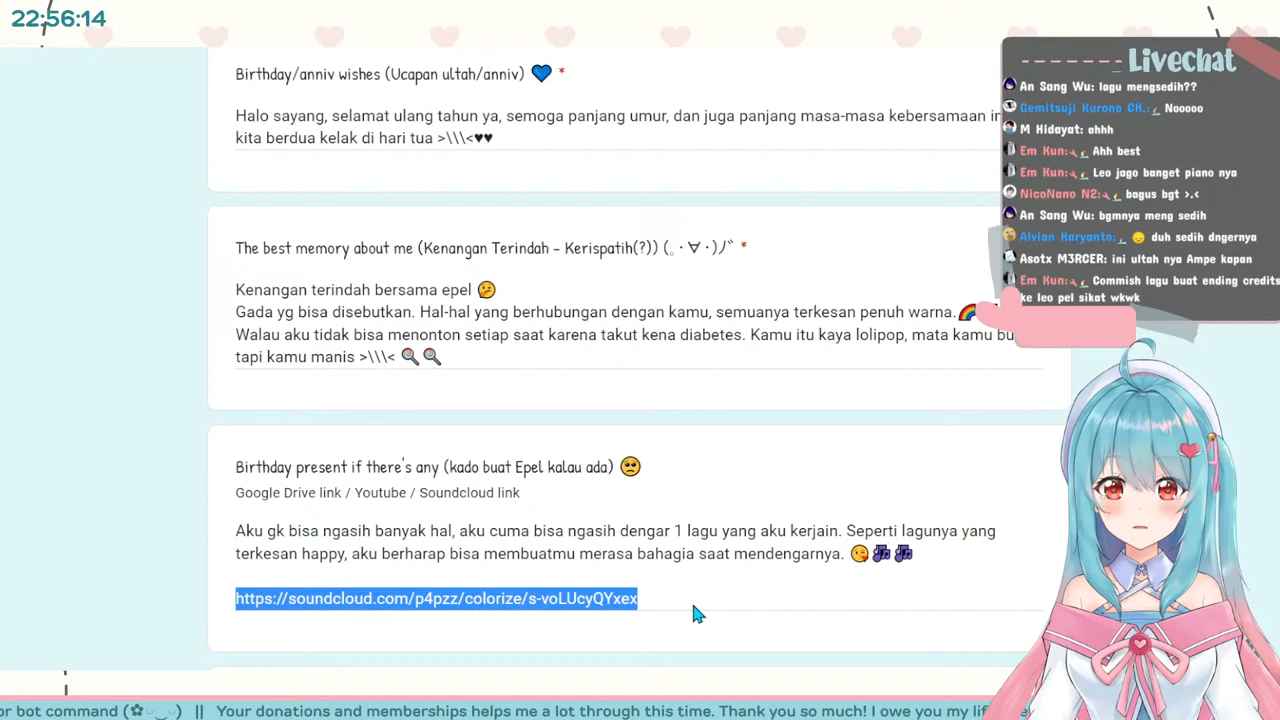 22:56:14
Birthday/anniv wishes (Ucapan ultah/anniv) 💙 *
Halo sayang, selamat ulang tahun ya, semoga panjang umur, dan juga panjang masa-masa kebersamaan
kita berdua kelak di hari tua >\\\<♥♥
The best memory about me (Kenangan Terindah - Kerispatih(?)) (｡･∀･)ﾉﾞ *
Kenangan terindah bersama epel 🤔
Gada yg bisa disebutkan. Hal-hal yang berhubungan dengan kamu, semuanya terkesan penuh warna. 🌈
Walau aku tidak bisa menonton setiap saat karena takut kena diabetes. Kamu itu kaya lolipop, mata kamu
tapi kamu manis >\\\< 🍭 🍭
Birthday present if there's any (kado buat Epel kalau ada) 🥺
Google Drive link / Youtube / Soundcloud link
Aku gk bisa ngasih banyak hal, aku cuma bisa ngasih dengar 1 lagu yang aku kerjain. Seperti lagunya yang
terkesan happy, aku berharap bisa membuatmu merasa bahagia saat mendengarnya. 😘🎶🎶
https://soundcloud.com/p4pzz/colorize/s-voLUcyQYxex
Livechat
An Sang Wu: lagu mengsedih??
Gemitsuji Kurono CH.: Nooooo
M Hidayat: ahhh
Em Kun: Ahh best
Em Kun: Leo jago banget piano nya
NicoNano N2: bagus bgt >.<
An Sang Wu: bgmnya meng sedih
Alvian Haryanto: 😞 duh sedih dngernya
Asotx M3RCER: ini ultah nya Ampe kapan
Em Kun: Commish lagu buat ending credits
ke leo pel sikat wkwk
or bot command (✿◡‿◡) || Your donations and memberships helps me a lot through this time. Thank you so much! I owe you my